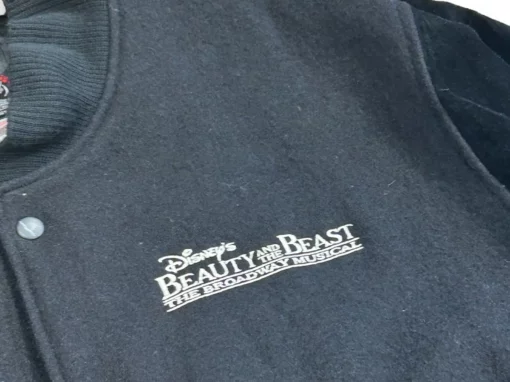 Disney's
BEAUTY AND THE BEAST
THE BROADWAY MUSICAL